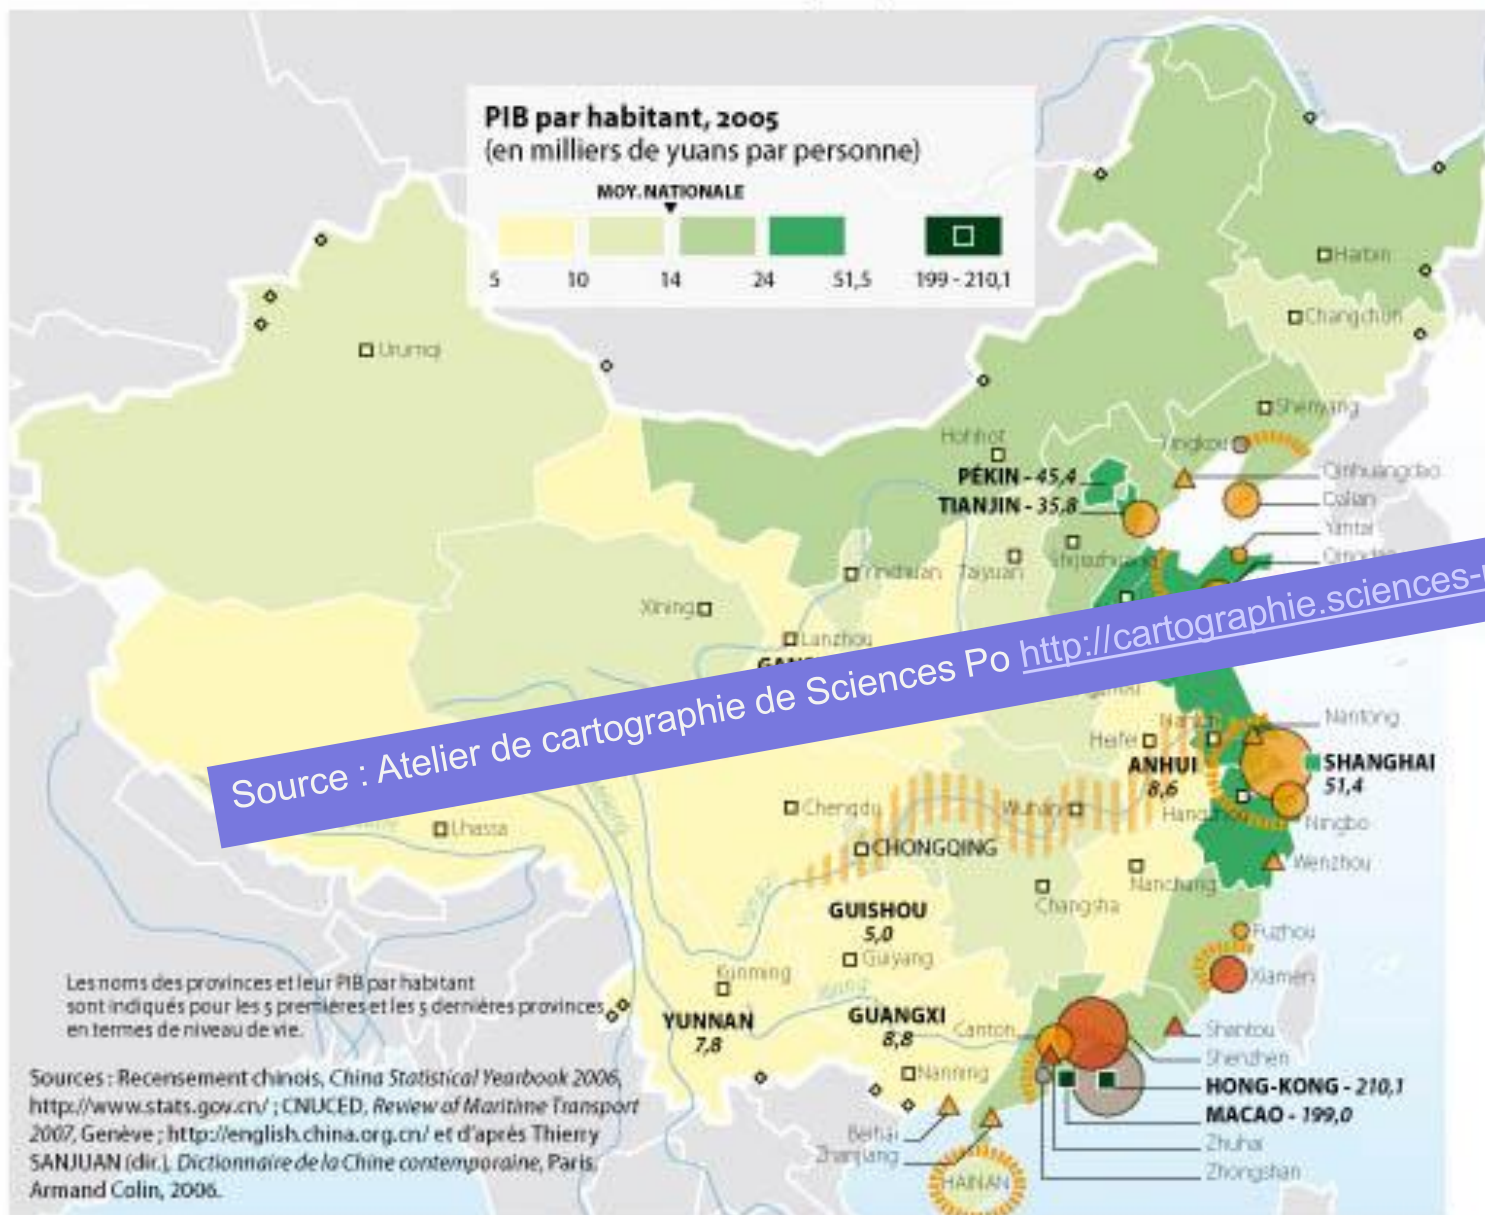 PIB par habitant, 2005
(en milliers de yuans par personne)
MOY. NATIONALE
5 10 14 24 51,5 199 - 210,1
Harbin
Changchun
Urumqi
Shenyang
Hohhot
Yingkou
PÉKIN - 45,4
Qinhuangdao
TIANJIN - 35,8
Dalian
Yantai
Yinchuan
Taiyuan
Shijiazhuang
Xining
Lanzhou
Source : Atelier de cartographie de Sciences Po http://cartographie.sciences-
Nantong
Heifei
ANHUI
8,6
SHANGHAI
51,4
Chengdu
Wuhan
Ningbo
Lhassa
CHONGQING
Wenzhou
Nanchang
Changsha
GUISHOU
5,0
Guiyang
Fuzhou
Xiamen
Kunming
Les noms des provinces et leur PIB par habitant
sont indiqués pour les 5 premières et les 5 dernières provinces
en termes de niveau de vie.
YUNNAN
7,8
GUANGXI
8,8
Canton
Shantou
Shenzhen
Nanning
HONG-KONG - 210,1
MACAO - 199,0
Beihai
Zhanjiang
Zhuhai
Zhongshan
HAINAN
Sources : Recensement chinois, China Statistical Yearbook 2006,
http://www.stats.gov.cn/ ; CNUCED, Review of Maritime Transport
2007, Genève ; http://english.china.org.cn/ et d'après Thierry
SANJUAN (dir.), Dictionnaire de la Chine contemporaine, Paris.
Armand Colin, 2006.